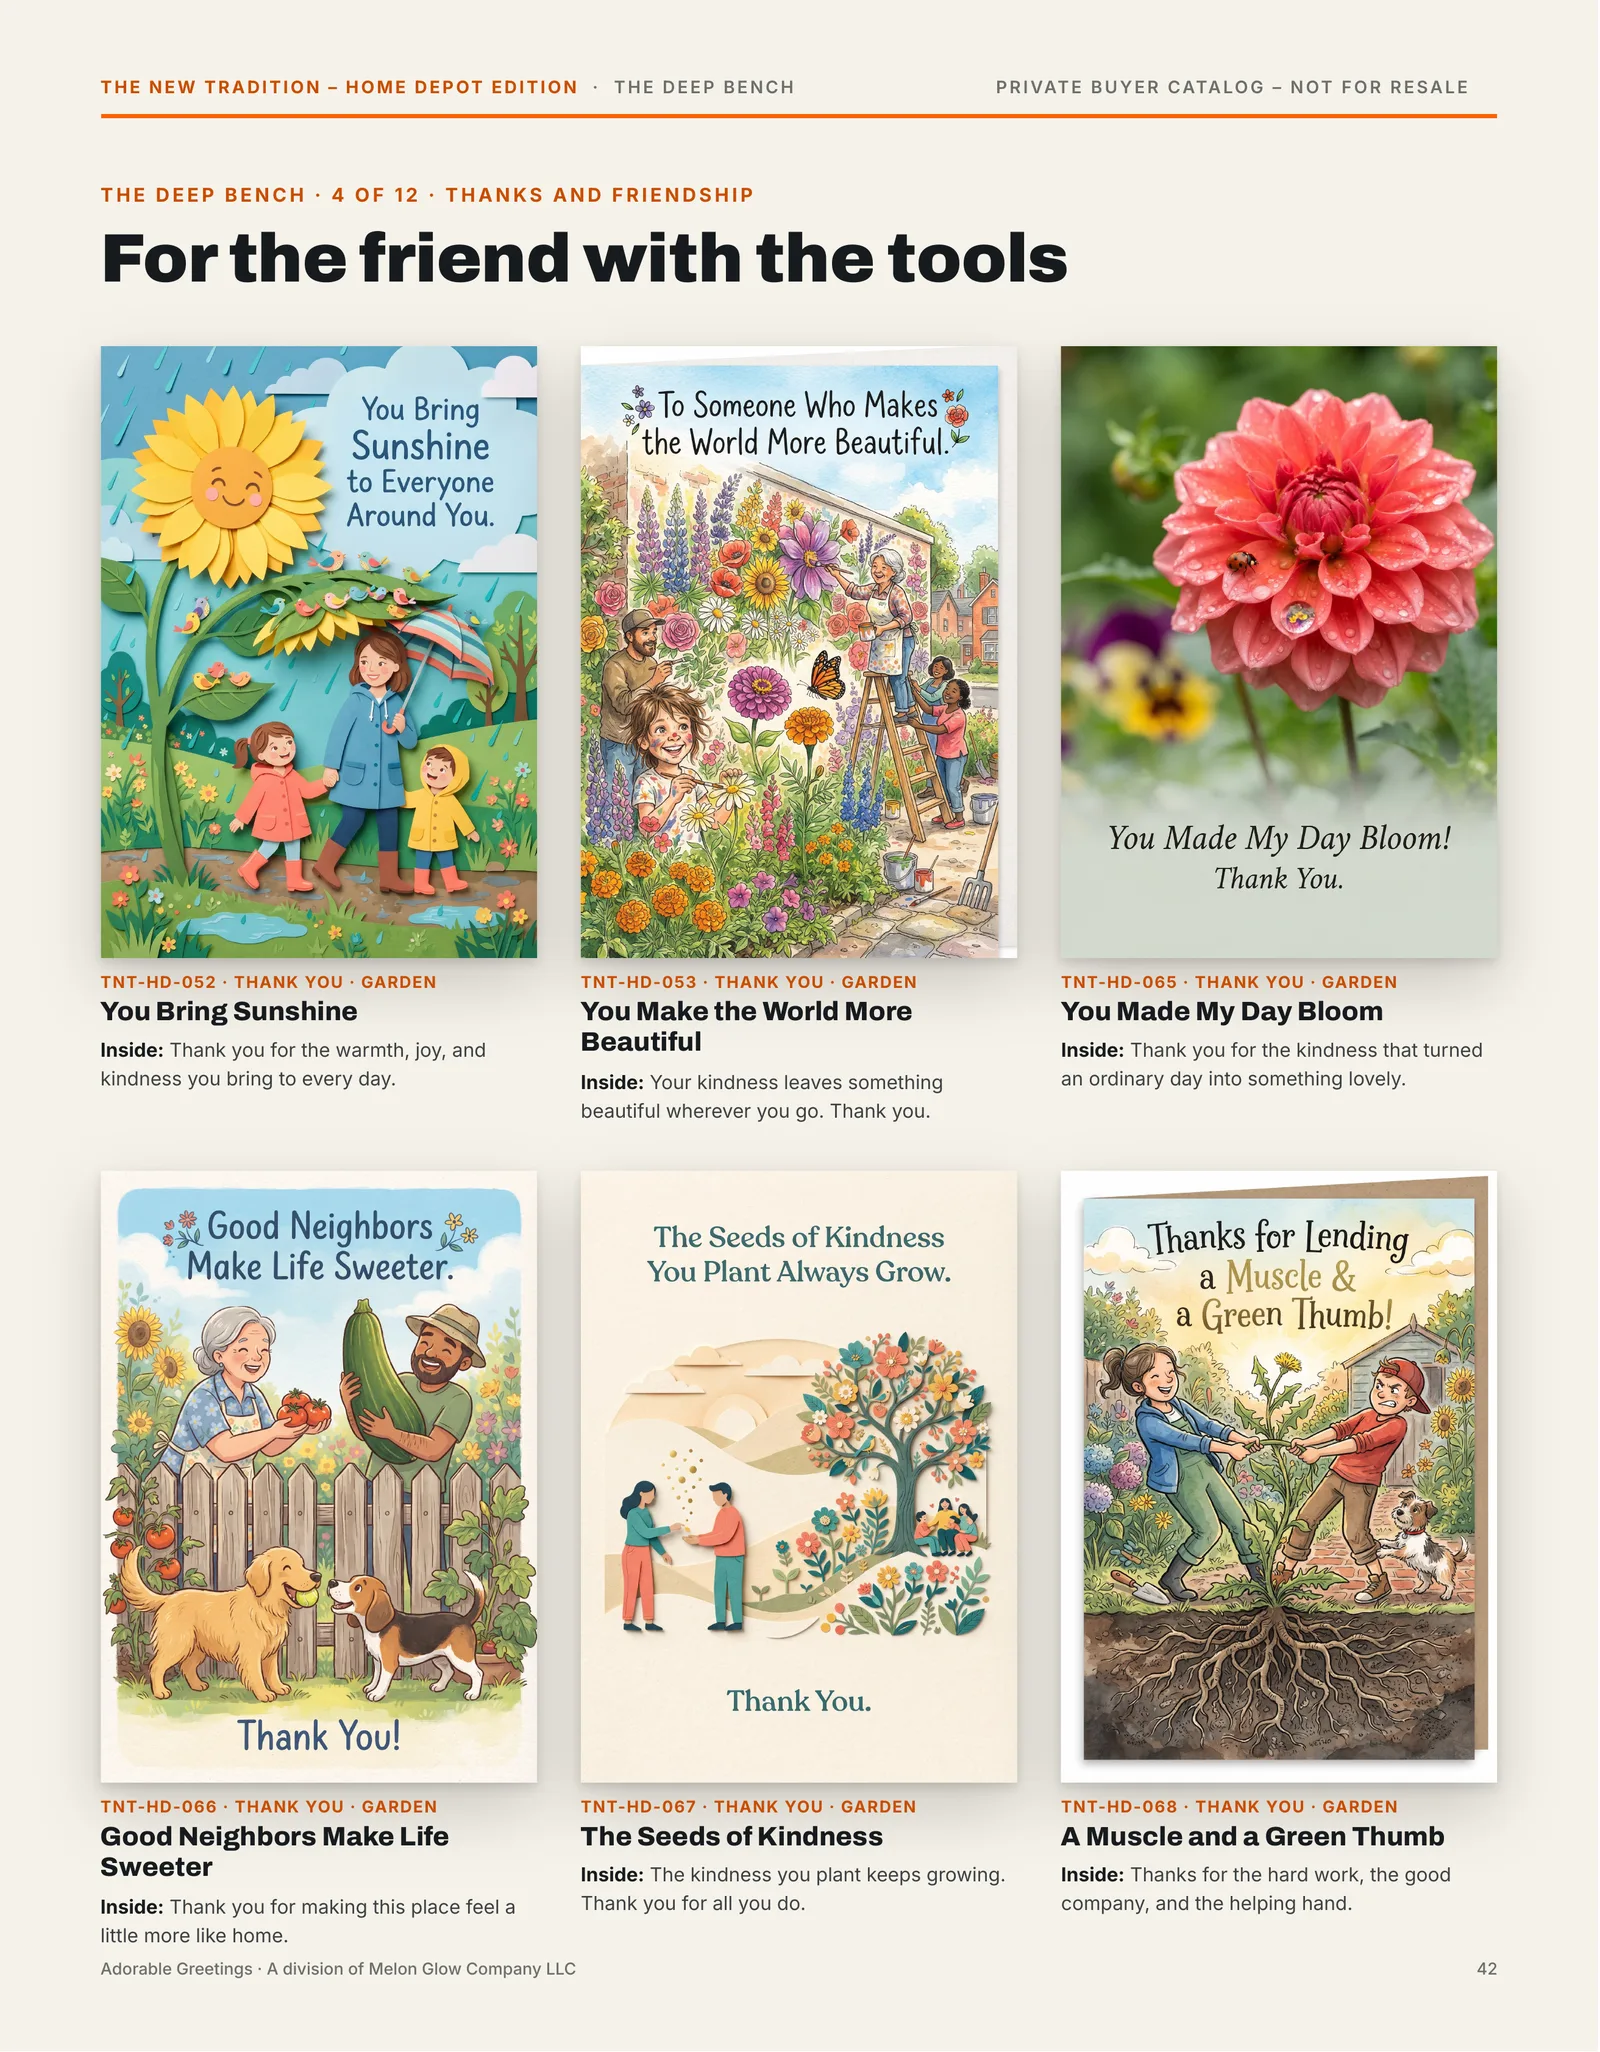 THE NEW TRADITION – HOME DEPOT EDITION · THE DEEP BENCH
PRIVATE BUYER CATALOG – NOT FOR RESALE
THE DEEP BENCH · 4 OF 12 · THANKS AND FRIENDSHIP
For the friend with the tools
You Bring
Sunshine
to Everyone
Around You.
TNT-HD-052 · THANK YOU · GARDEN
You Bring Sunshine
Inside: Thank you for the warmth, joy, and
kindness you bring to every day.
To Someone Who Makes
the World More Beautiful.
TNT-HD-053 · THANK YOU · GARDEN
You Make the World More
Beautiful
Inside: Your kindness leaves something
beautiful wherever you go. Thank you.
You Made My Day Bloom!
Thank You.
TNT-HD-065 · THANK YOU · GARDEN
You Made My Day Bloom
Inside: Thank you for the kindness that turned
an ordinary day into something lovely.
Good Neighbors
Make Life Sweeter.
Thank You!
TNT-HD-066 · THANK YOU · GARDEN
Good Neighbors Make Life
Sweeter
Inside: Thank you for making this place feel a
little more like home.
The Seeds of Kindness
You Plant Always Grow.
Thank You.
TNT-HD-067 · THANK YOU · GARDEN
The Seeds of Kindness
Inside: The kindness you plant keeps growing.
Thank you for all you do.
Thanks for Lending
a Muscle &
a Green Thumb!
TNT-HD-068 · THANK YOU · GARDEN
A Muscle and a Green Thumb
Inside: Thanks for the hard work, the good
company, and the helping hand.
Adorable Greetings · A division of Melon Glow Company LLC
42